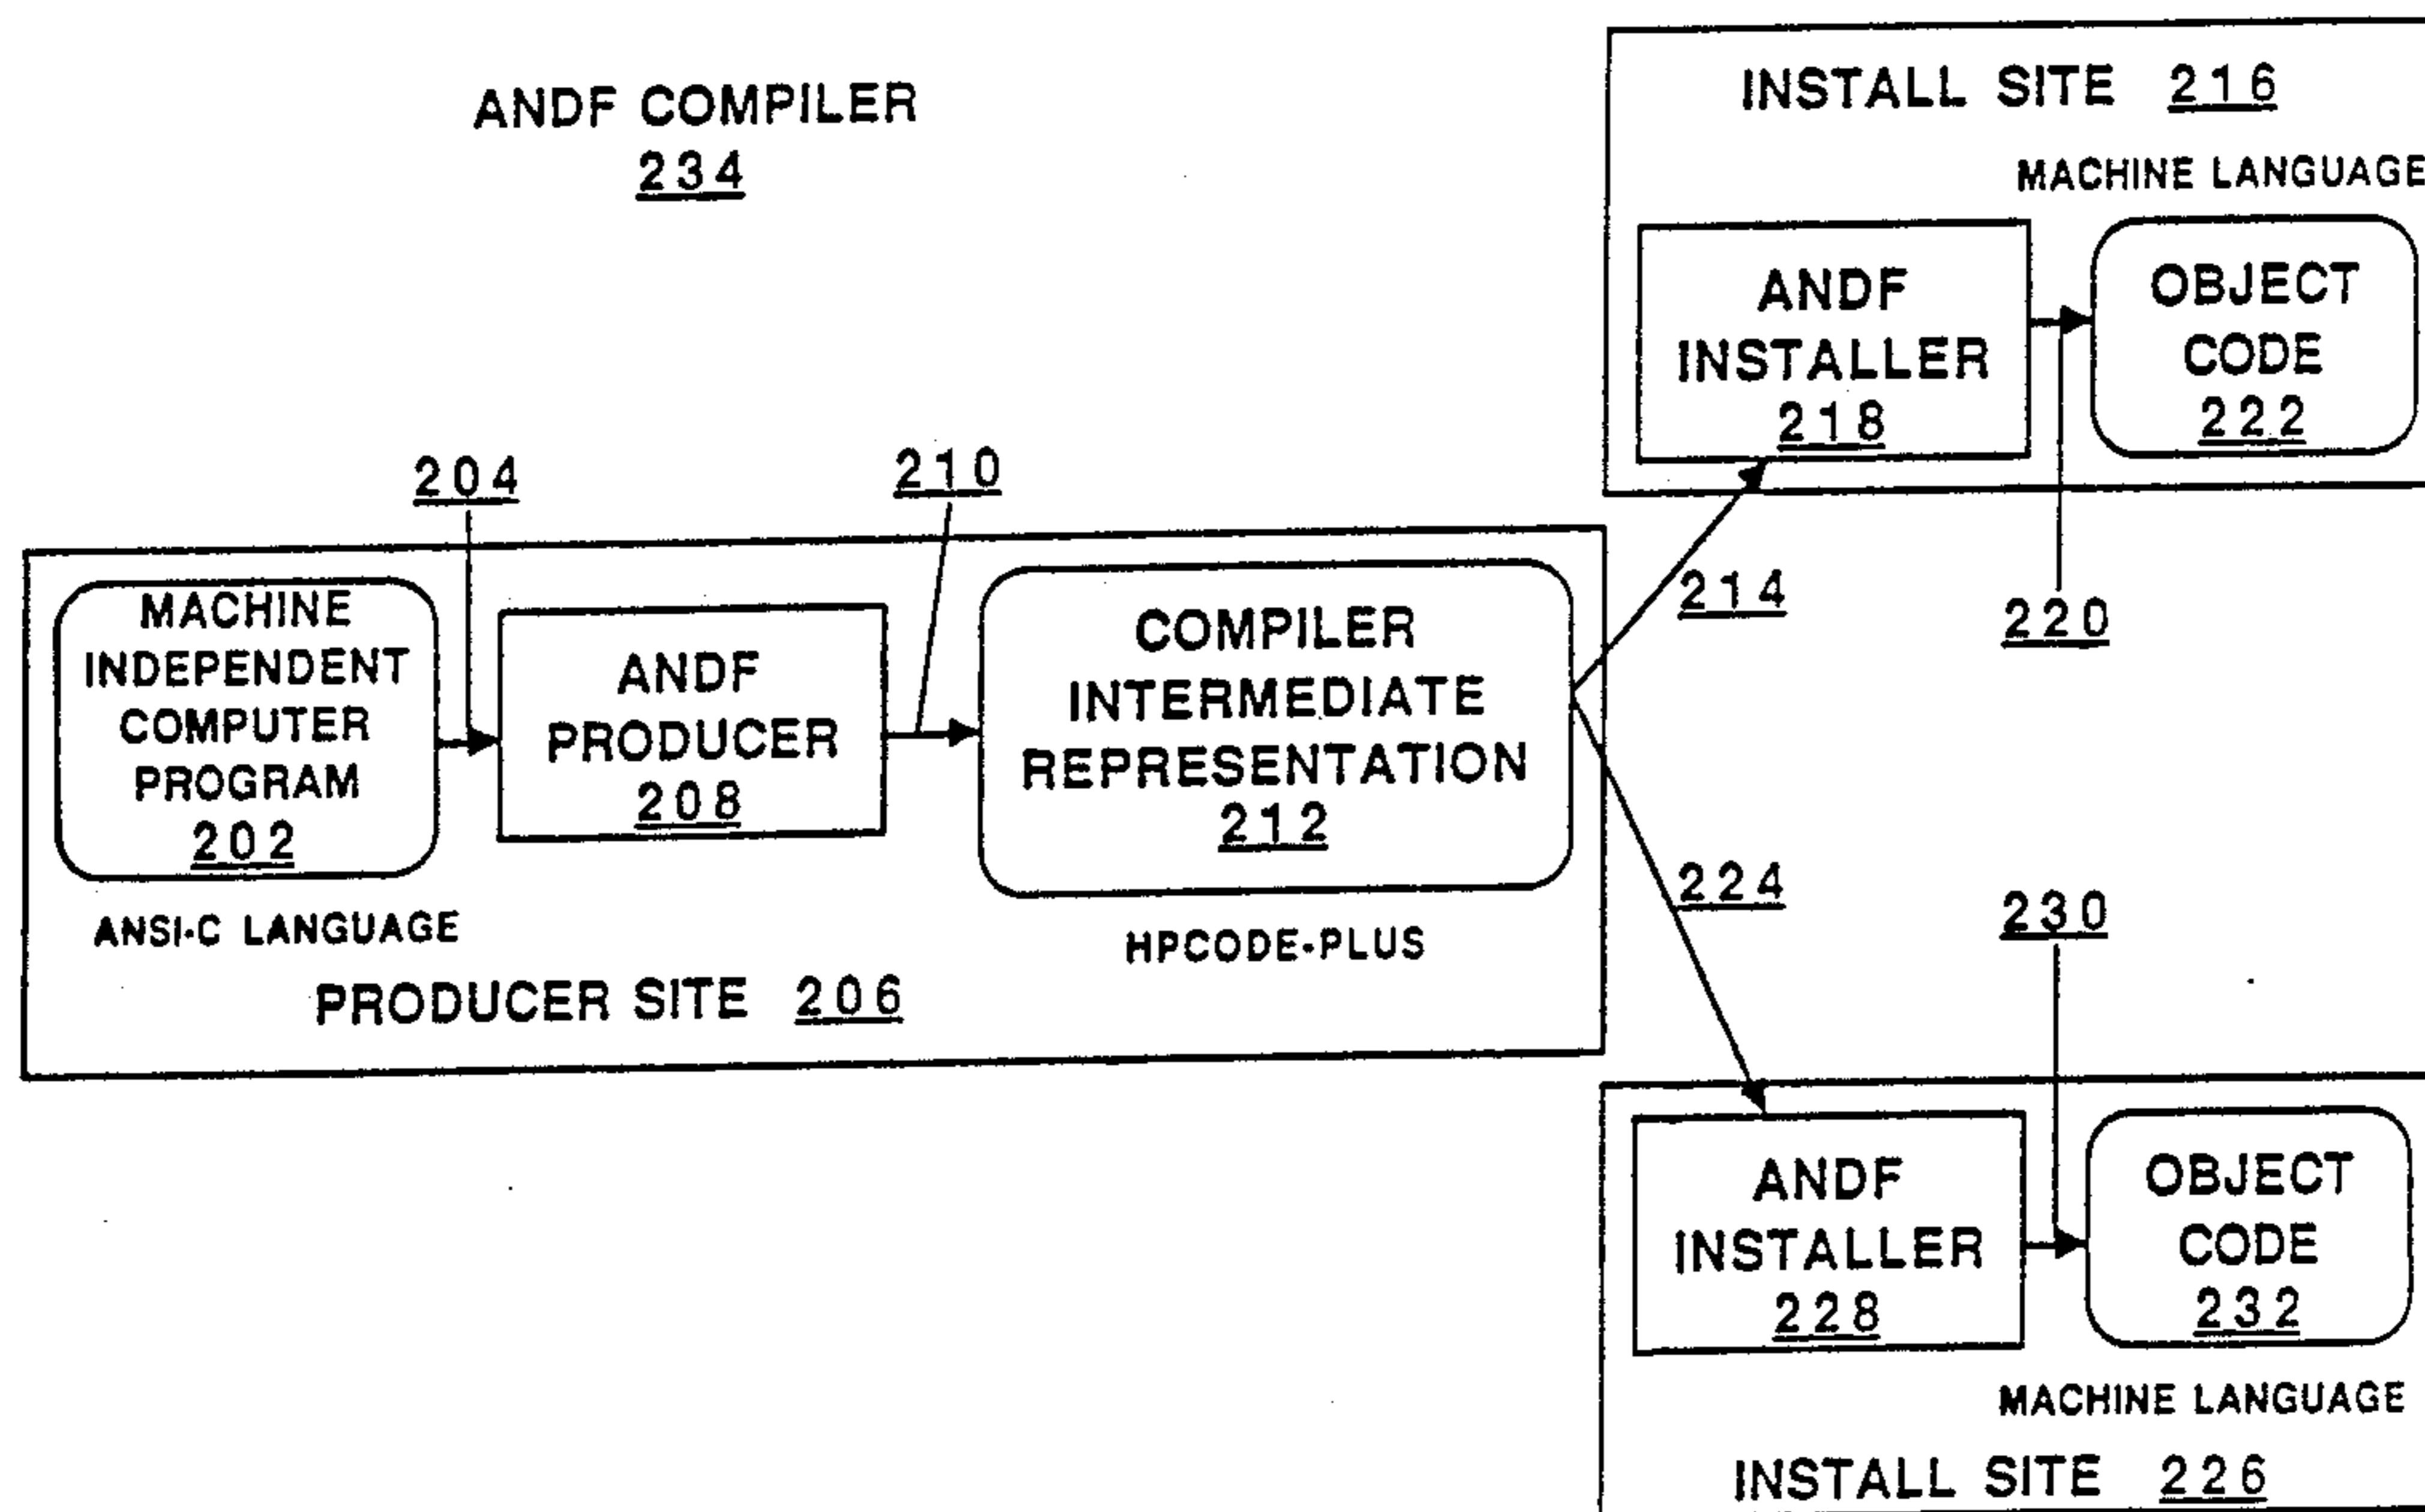 ANDF COMPILER
234
204
210
MACHINE
INDEPENDENT
COMPUTER
PROGRAM
202
ANSI-C LANGUAGE
ANDF
PRODUCER
208
COMPILER
INTERMEDIATE
REPRESENTATION
212
HPCODE-PLUS
PRODUCER SITE 206
214
224
INSTALL SITE 216
MACHINE LANGUAGE
ANDF
INSTALLER
218
OBJECT
CODE
222
220
230
ANDF
INSTALLER
228
OBJECT
CODE
232
MACHINE LANGUAGE
INSTALL SITE 226